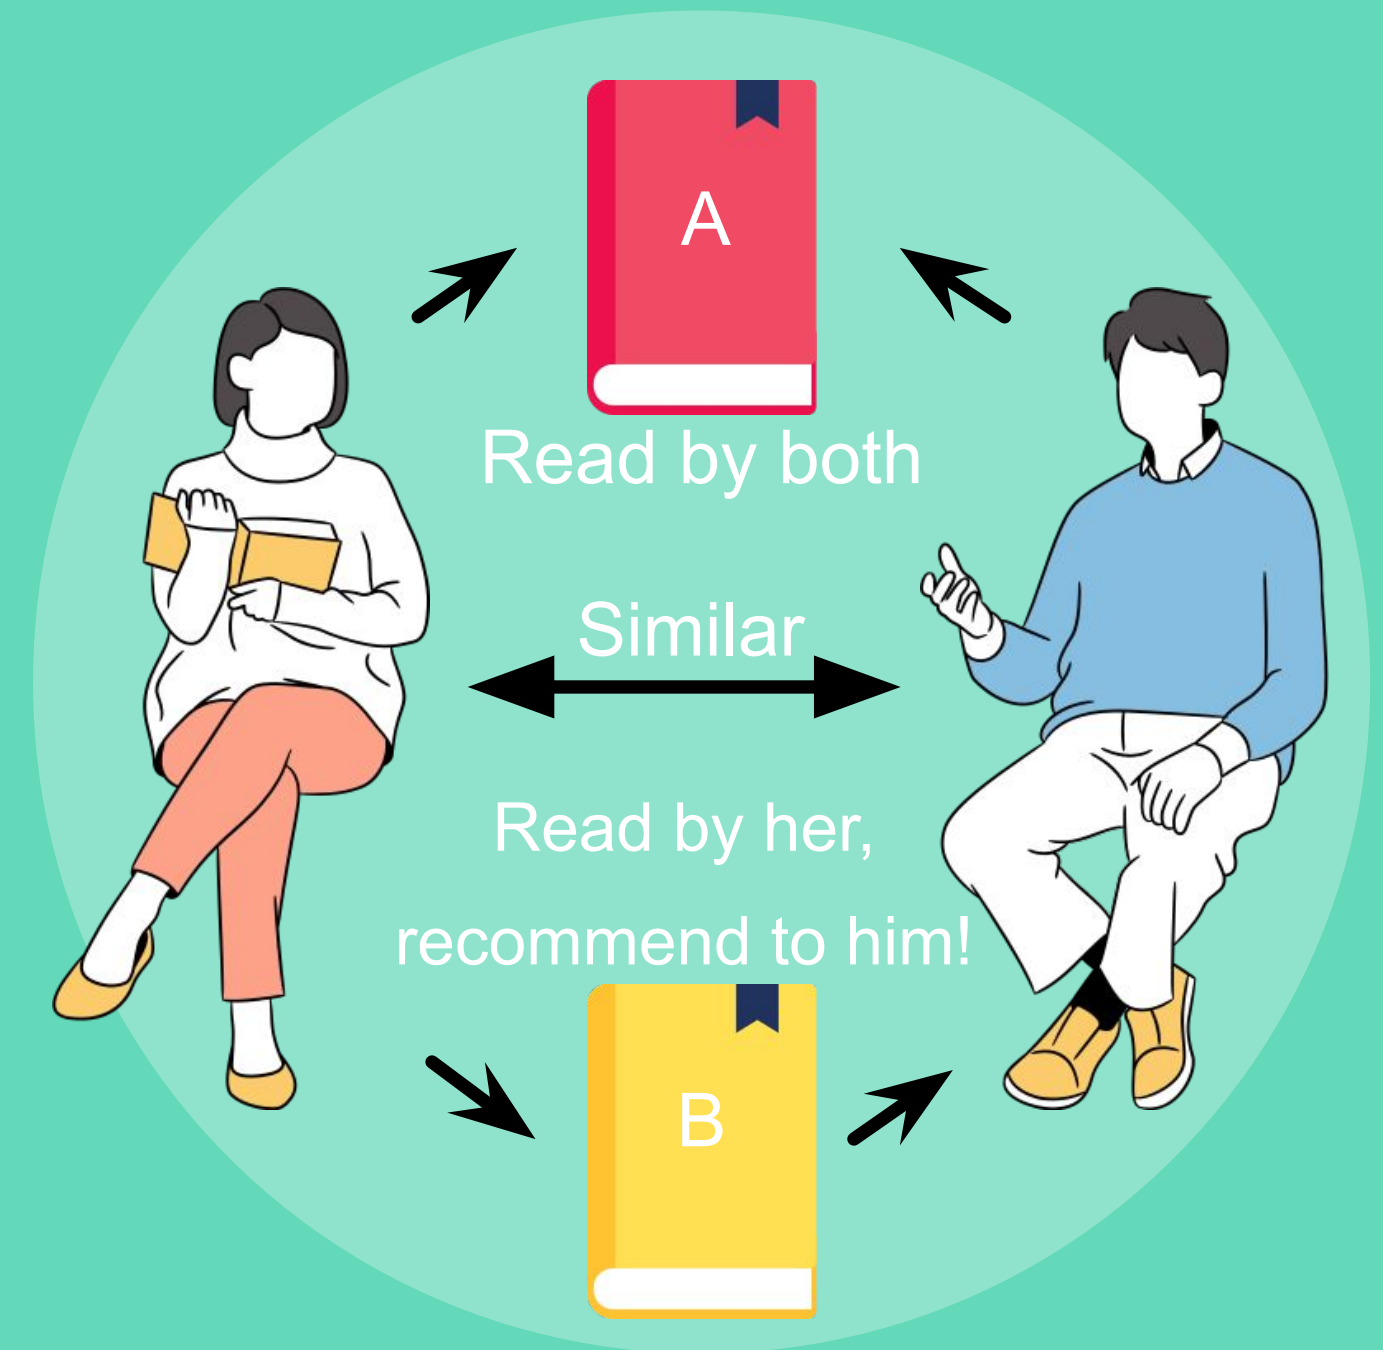 A
Read by both
Similar
Read by her,
recommend to him!
B